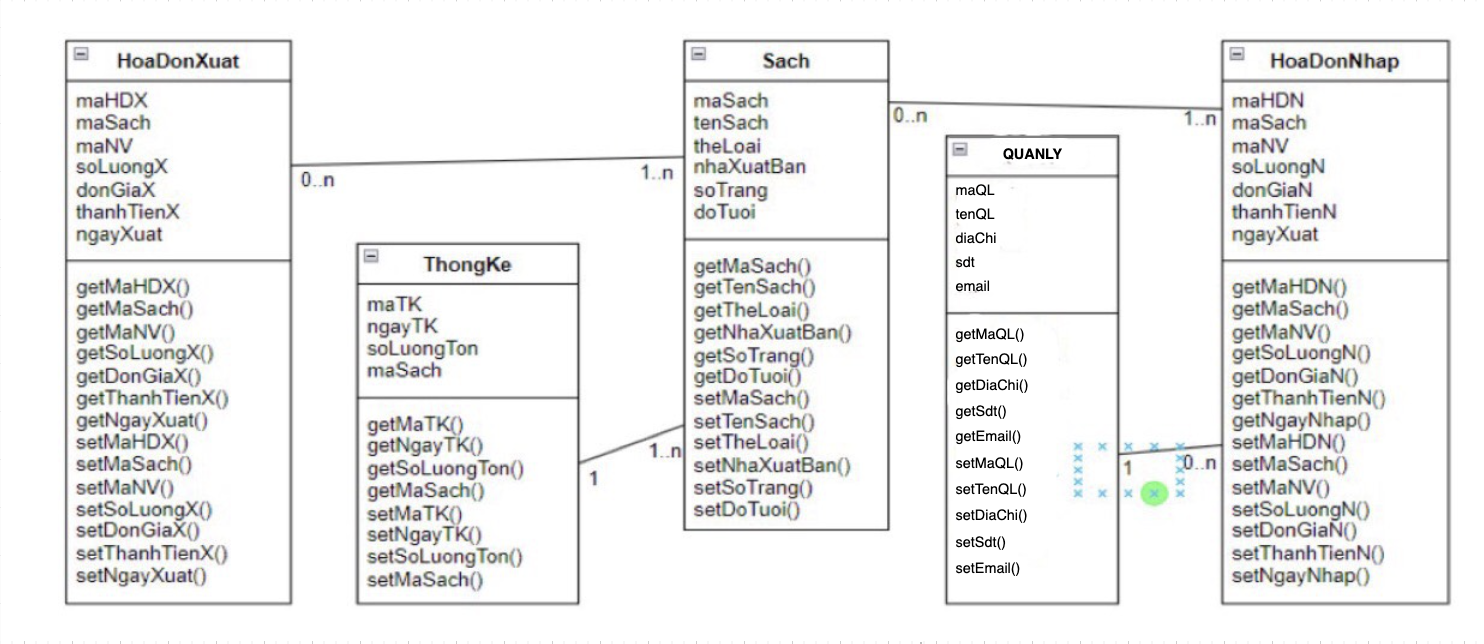 HoaDonXuat
maHDX
maSach
maNV
soLuongX
donGiaX
thanhTienX
ngayXuat
getMaHDX()
getMaSach()
getMaNV()
getSoLuongX()
getDonGiaX()
getThanhTienX()
getNgayXuat()
setMaHDX()
setMaSach()
setMaNV()
setSoLuongX()
setDonGiaX()
setThanhTienX()
setNgayXuat()
0..n
1..n
ThongKe
maTK
ngayTK
soLuongTon
maSach
getMaTK()
getNgayTK()
getSoLuongTon()
getMaSach()
setMaTK()
setNgayTK()
setSoLuongTon()
setMaSach()
1
1..n
Sach
maSach
tenSach
theLoai
nhaXuatBan
soTrang
doTuoi
getMaSach()
getTenSach()
getTheLoai()
getNhaXuatBan()
getSoTrang()
getDoTuoi()
setMaSach()
setTenSach()
setTheLoai()
setNhaXuatBan()
setSoTrang()
setDoTuoi()
0..n
1..n
QUANLY
maQL
tenQL
diaChi
sdt
email
getMaQL()
getTenQL()
getDiaChi()
getSdt()
getEmail()
setMaQL()
setTenQL()
setDiaChi()
setSdt()
setEmail()
1
0..n
HoaDonNhap
maHDN
maSach
maNV
soLuongN
donGiaN
thanhTienN
ngayXuat
getMaHDN()
getMaSach()
getMaNV()
getSoLuongN()
getDonGiaN()
getThanhTienN()
getNgayNhap()
setMaHDN()
setMaSach()
setMaNV()
setSoLuongN()
setDonGiaN()
setThanhTienN()
setNgayNhap()